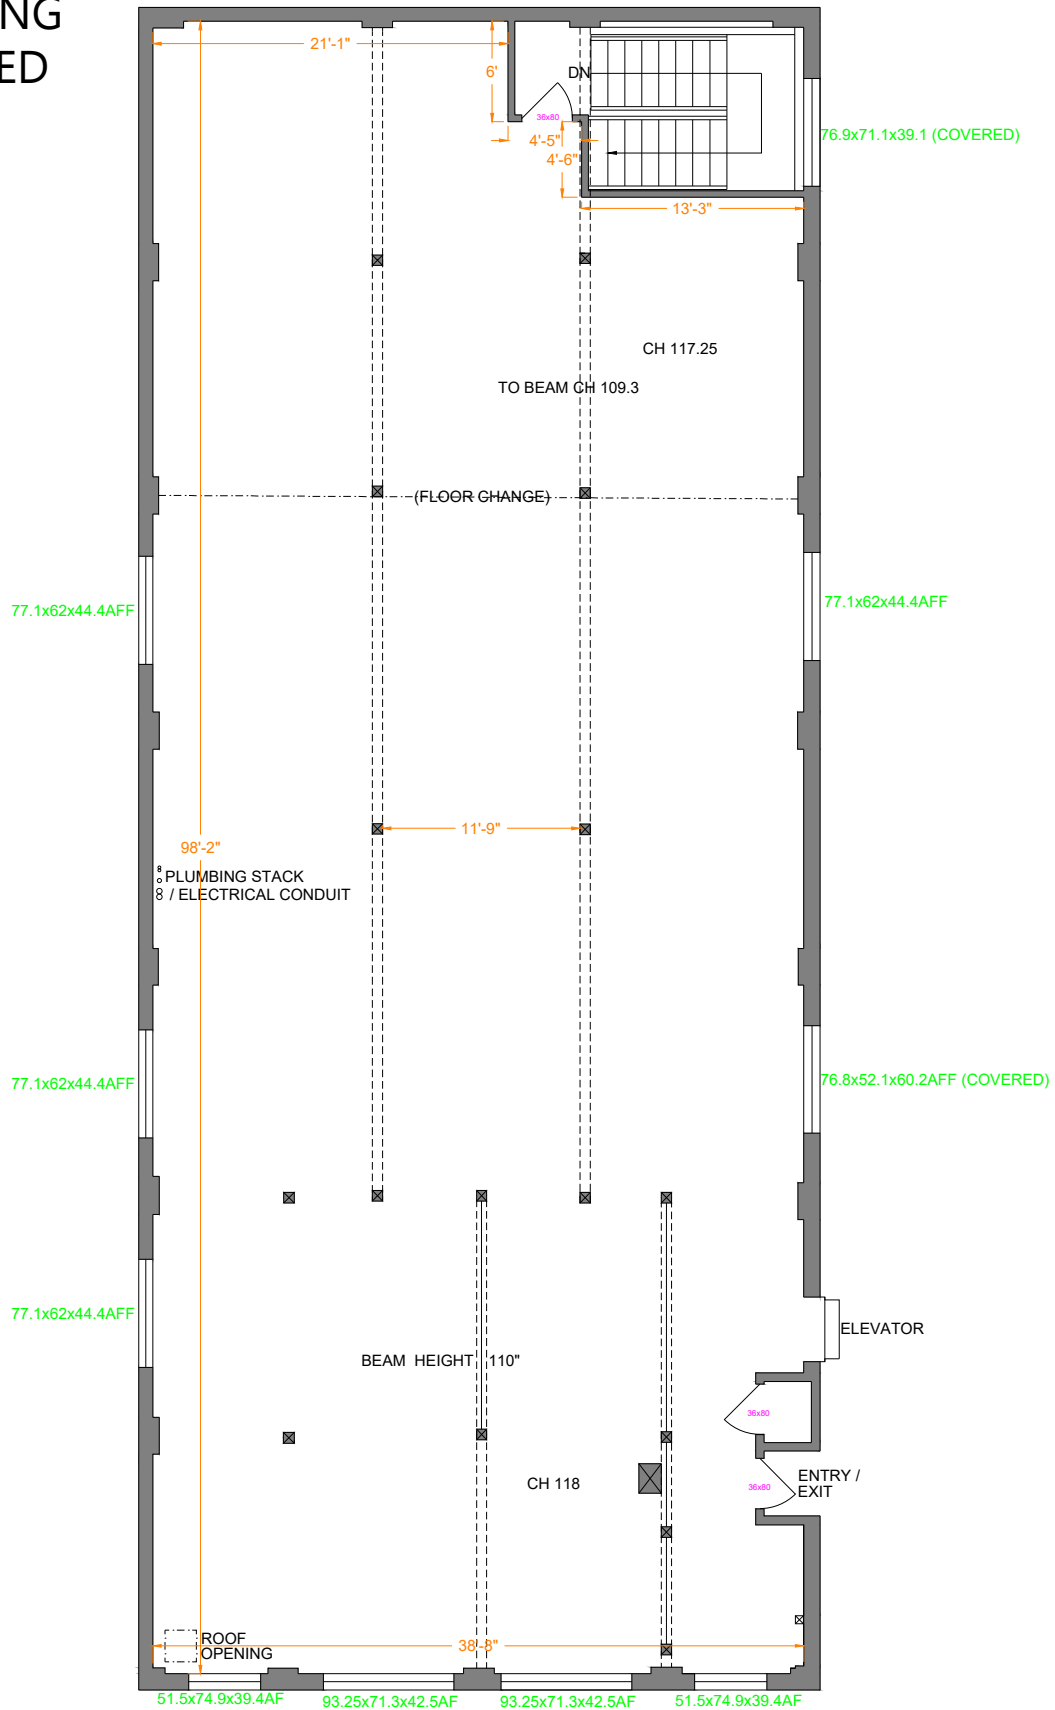 NG
ED
21'-1"
6'
DN
36x80
4'-5"
4'-6"
76.9x71.1x39.1 (COVERED)
13'-3"
CH 117.25
TO BEAM CH 109.3
(FLOOR CHANGE)
77.1x62x44.4AFF
77.1x62x44.4AFF
11'-9"
98'-2"
PLUMBING STACK
/ ELECTRICAL CONDUIT
77.1x62x44.4AFF
76.8x52.1x60.2AFF (COVERED)
77.1x62x44.4AFF
ELEVATOR
BEAM HEIGHT 110"
36x80
CH 118
36x80
ENTRY /
EXIT
ROOF
OPENING
38'-8"
51.5x74.9x39.4AF
93.25x71.3x42.5AF
93.25x71.3x42.5AF
51.5x74.9x39.4AF